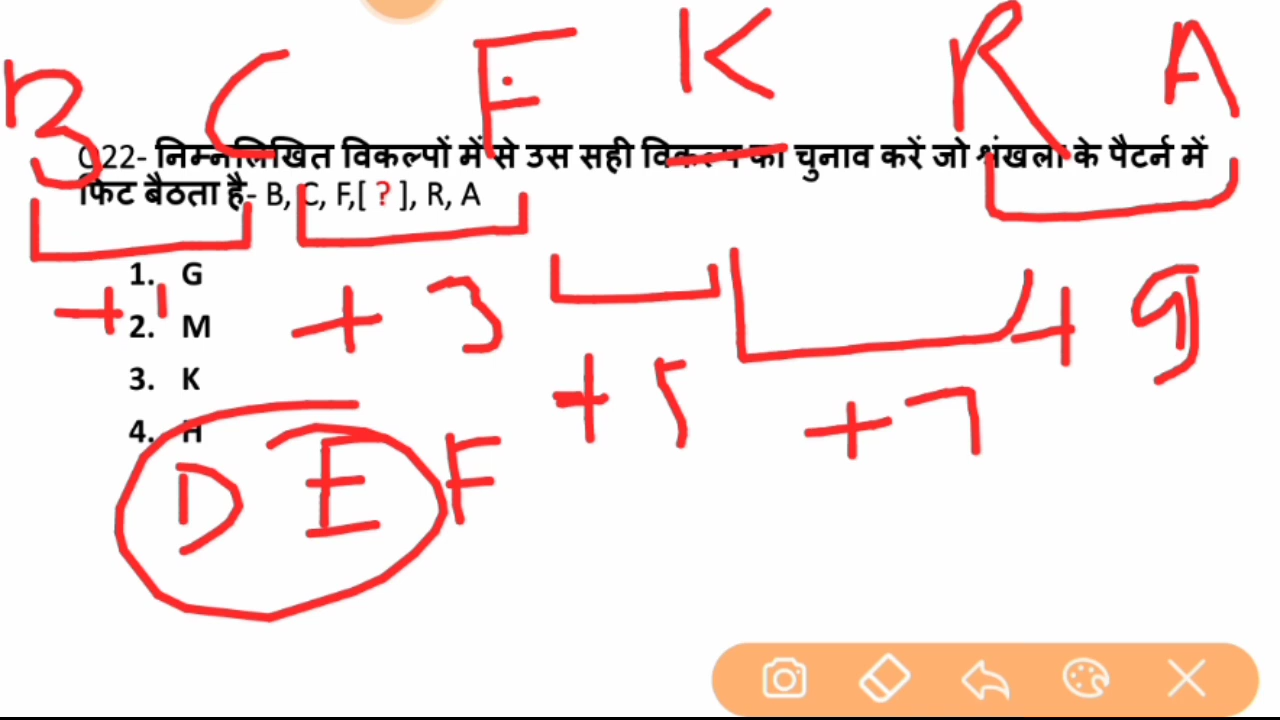 B C F K R A
Q22- निम्नलिखित विकल्पों में से उस सही विकल्प का चुनाव करें जो श्रंखला के पैटर्न में
फिट बैठता है- B, C, F,[ ? ], R, A
1. G
+1 +3 +9
2. M
3. K
+5 +7
4. H
D E F